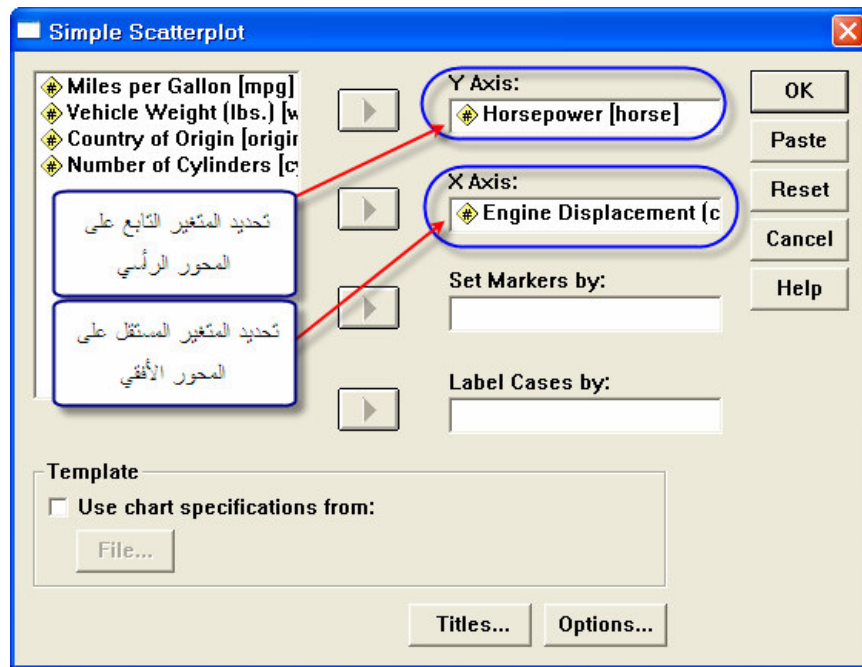 Simple Scatterplot
Miles per Gallon [mpg]
Vehicle Weight (lbs.) [w
Country of Origin [origin
Number of Cylinders [cy
تحديد المتغير التابع على
المحور الرأسي
تحديد المتغير المستقل على
المحور الأفقي
Y Axis:
Horsepower [horse]
X Axis:
Engine Displacement (c
Set Markers by:
Label Cases by:
OK
Paste
Reset
Cancel
Help
Template
Use chart specifications from:
File...
Titles...
Options...